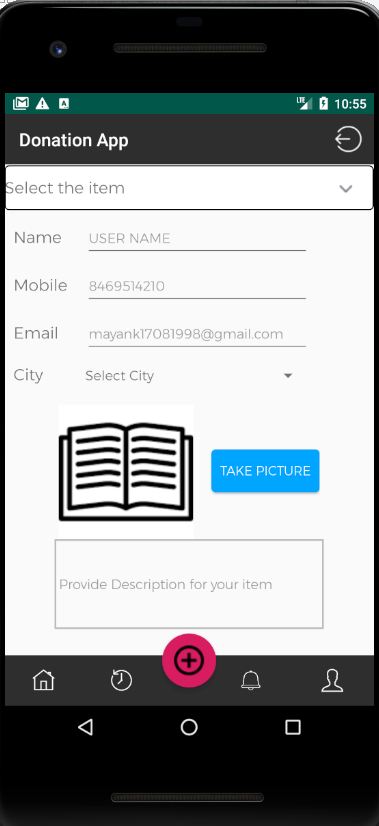 LTE 10:55
Donation App
Select the item
Name USER NAME
Mobile 8469514210
Email mayank17081998@gmail.com
City Select City
TAKE PICTURE
Provide Description for your item